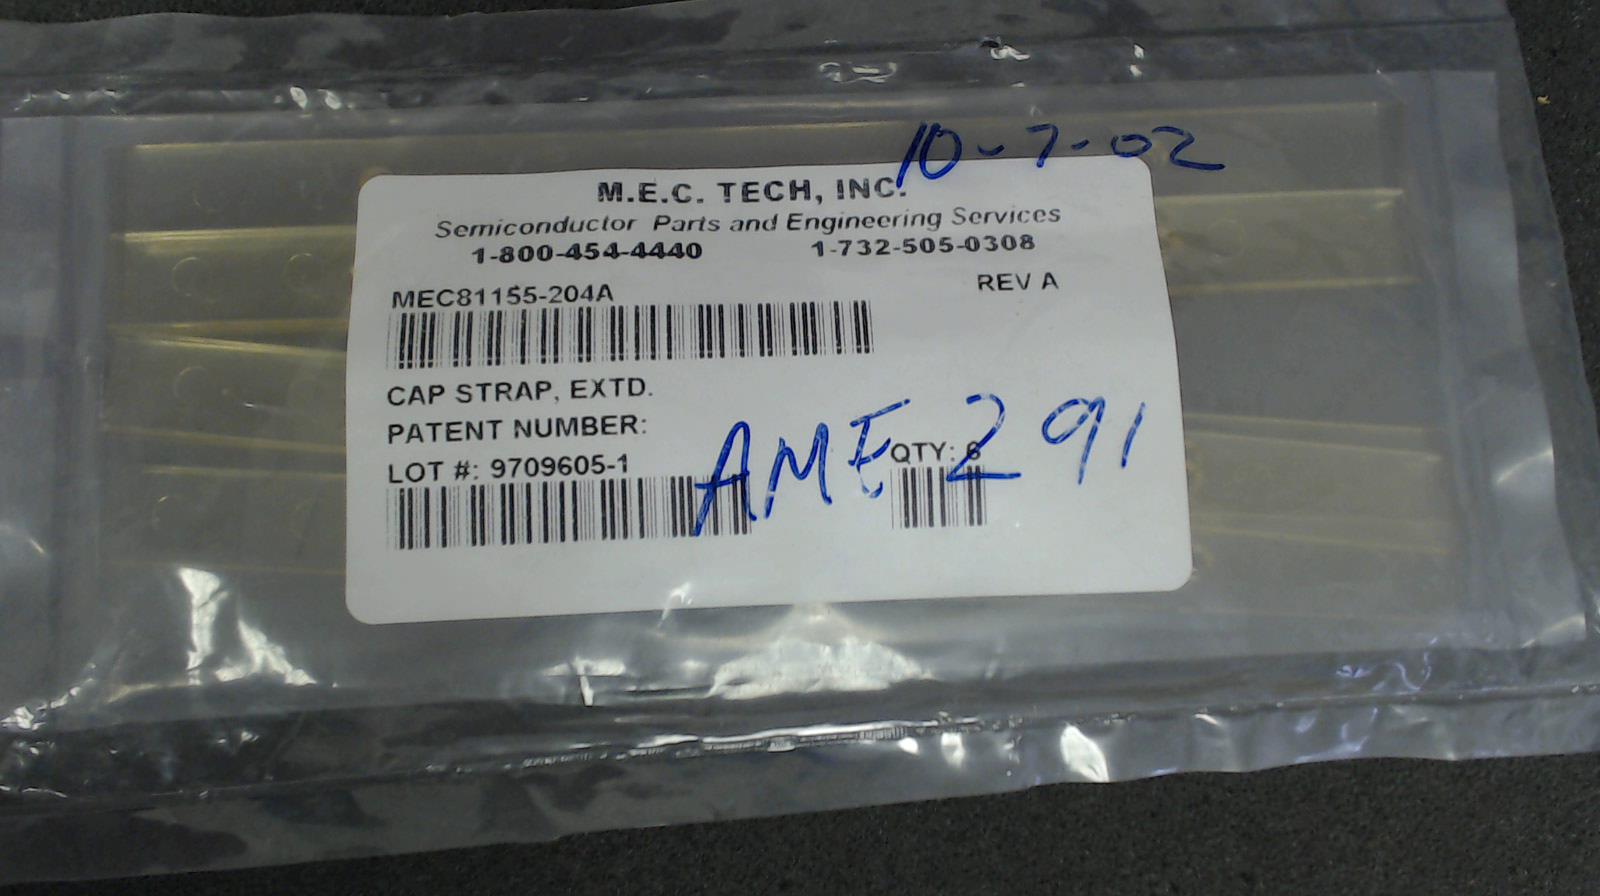 10-7-02
M.E.C. TECH, INC.
Semiconductor Parts and Engineering Services
1-800-454-4440 1-732-505-0308
MEC81155-204A REV A
CAP STRAP, EXTD.
PATENT NUMBER:
LOT #: 9709605-1 QTY: 6
AME 291